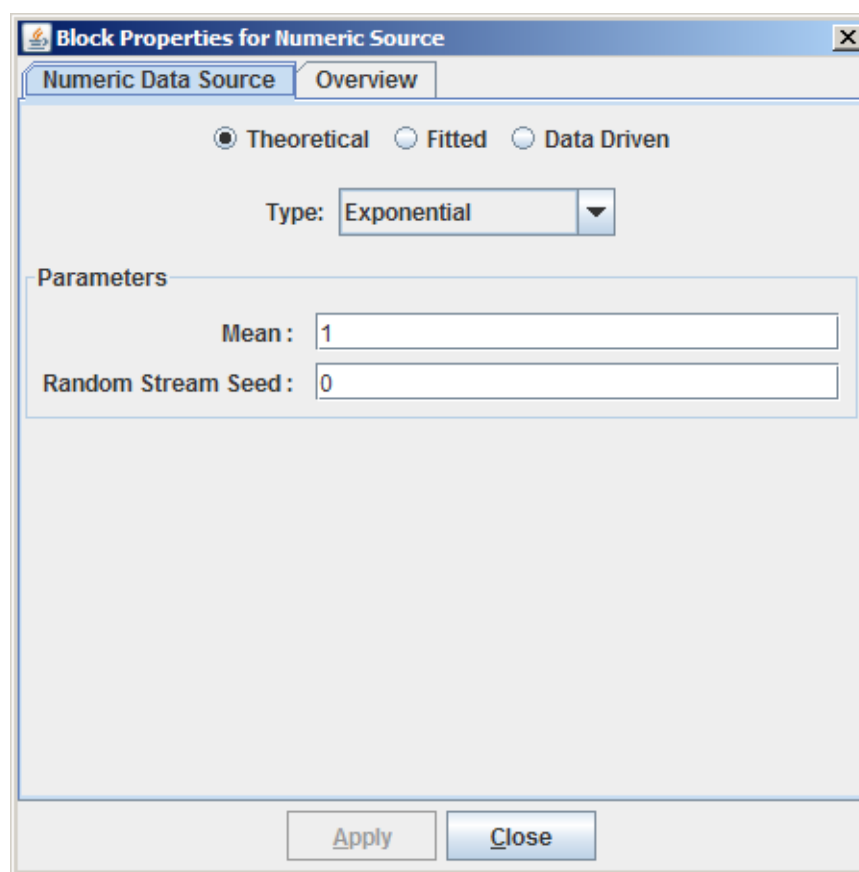 Block Properties for Numeric Source
Numeric Data Source Overview
Theoretical Fitted Data Driven
Type: Exponential
Parameters
Mean : 1
Random Stream Seed : 0
Apply Close